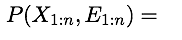 P(X_{1:n}, E_{1:n}) =